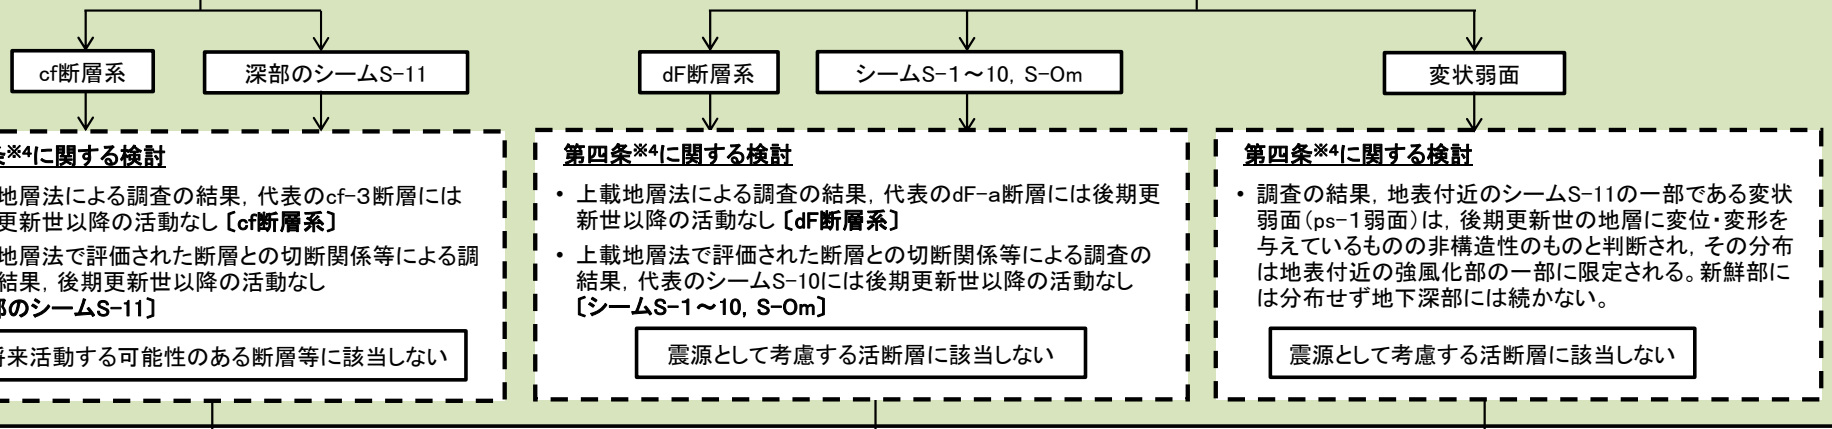 cf断層系
深部のシームS-11
dF断層系
シームS-1～10, S-Om
変状弱面
条※4に関する検討
地層法による調査の結果, 代表のcf-3断層には
更新世以降の活動なし〔cf断層系〕
地層法で評価された断層との切断関係等による調
結果, 後期更新世以降の活動なし
部のシームS-11〕
将来活動する可能性のある断層等に該当しない
第四条※4に関する検討
・ 上載地層法による調査の結果, 代表のdF-a断層には後期更
新世以降の活動なし〔dF断層系〕
・ 上載地層法で評価された断層との切断関係等による調査の
結果, 代表のシームS-10には後期更新世以降の活動なし
〔シームS-1～10, S-Om〕
震源として考慮する活断層に該当しない
第四条※4に関する検討
・ 調査の結果, 地表付近のシームS-11の一部である変状
弱面(ps-1弱面)は, 後期更新世の地層に変位・変形を
与えているものの非構造性のものと判断され, その分布
は地表付近の強風化部の一部に限定される。新鮮部に
は分布せず地下深部には続かない。
震源として考慮する活断層に該当しない